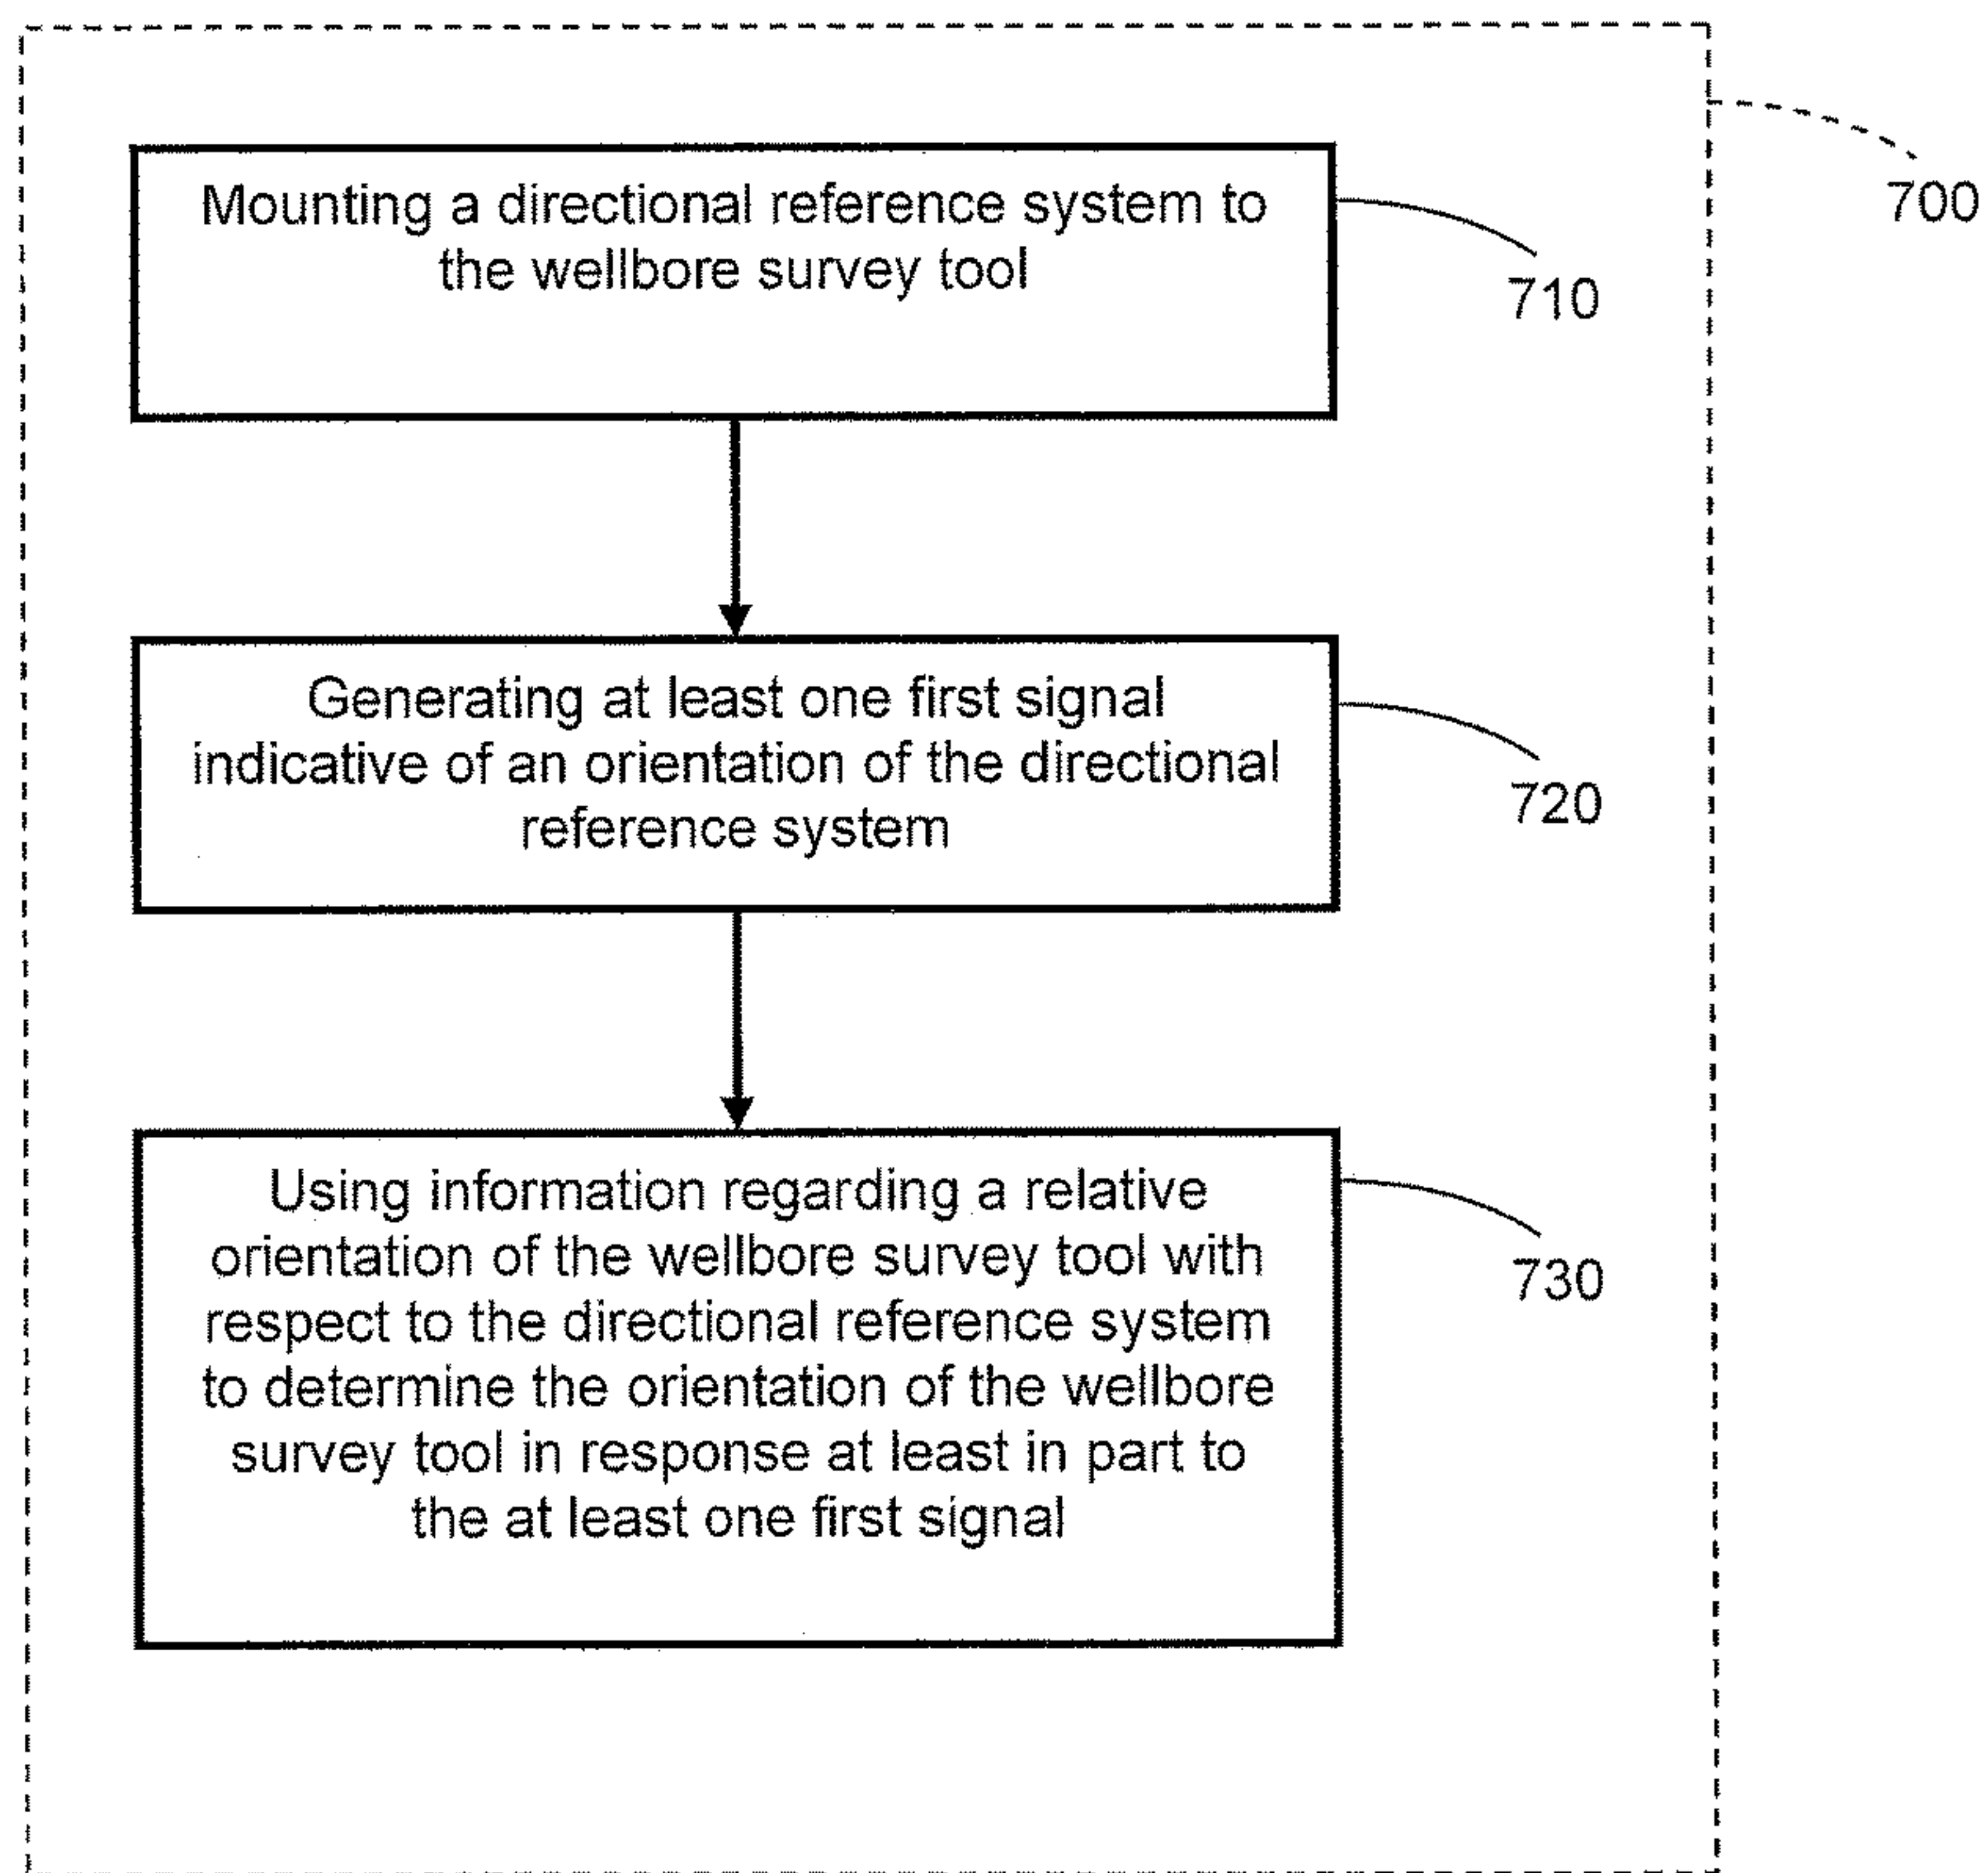 700
Mounting a directional reference system to
the wellbore survey tool
710
Generating at least one first signal
indicative of an orientation of the directional
reference system
720
Using information regarding a relative
orientation of the wellbore survey tool with
respect to the directional reference system
to determine the orientation of the wellbore
survey tool in response at least in part to
the at least one first signal
730